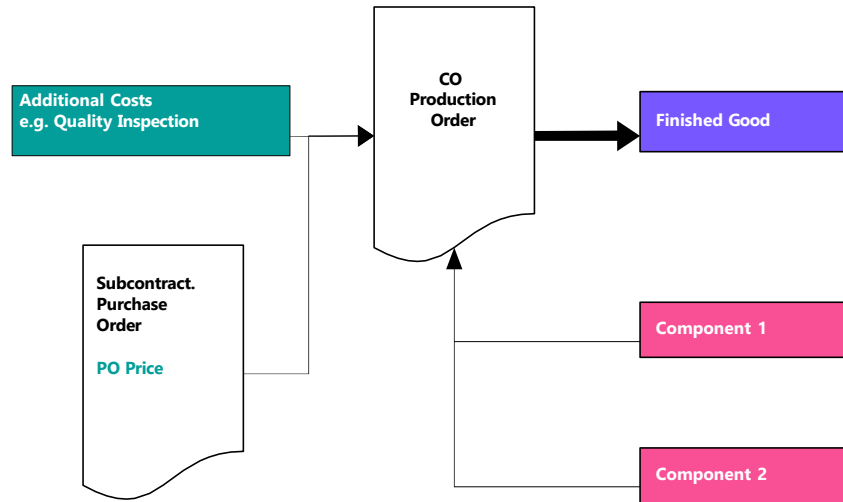 Additional Costs
e.g. Quality Inspection
CO
Production
Order
Finished Good
Subcontract.
Purchase
Order
PO Price
Component 1
Component 2